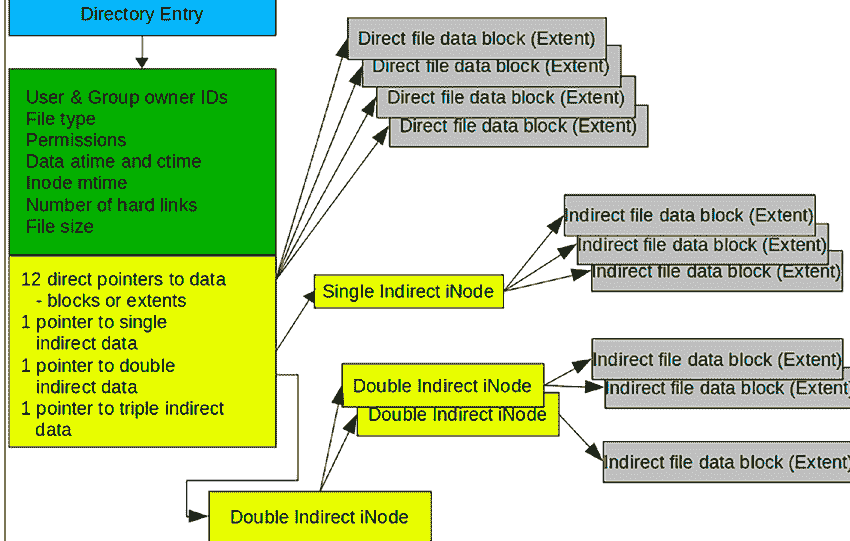 Directory Entry
User & Group owner IDs
File type
Permissions
Data atime and ctime
Inode mtime
Number of hard links
File size
12 direct pointers to data
- blocks or extents
1 pointer to single
indirect data
1 pointer to double
indirect data
1 pointer to triple indirect
data
Direct file data block (Extent)
Direct file data block (Extent)
Direct file data block (Extent)
Direct file data block (Extent)
Single Indirect iNode
Indirect file data block (Extent)
Indirect file data block (Extent)
Indirect file data block (Extent)
Double Indirect iNode
Double Indirect iNode
Indirect file data block (Extent)
Indirect file data block (Extent
Indirect file data block (Extent)
Double Indirect iNode